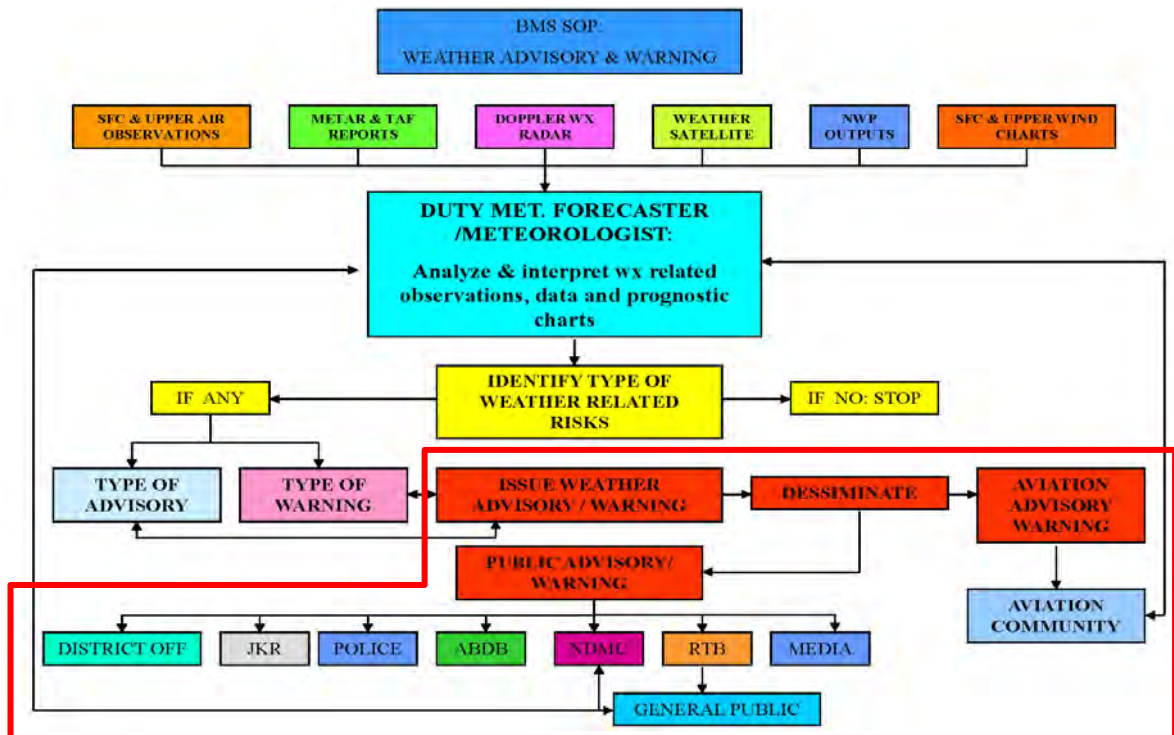 BMS SOP:
WEATHER ADVISORY & WARNING
SFC & UPPER AIR
OBSERVATIONS
METAR & TAF
REPORTS
DOPPLER WX
RADAR
WEATHER
SATELLITE
NWP
OUTPUTS
SFC & UPPER WIND
CHARTS
DUTY MET. FORECASTER
/METEOROLOGIST:
Analyze & interpret wx related
observations, data and prognostic
charts
IF ANY
IDENTIFY TYPE OF
WEATHER RELATED
RISKS
IF NO: STOP
TYPE OF
ADVISORY
TYPE OF
WARNING
ISSUE WEATHER
ADVISORY / WARNING
DESSIMINATE
AVIATION
ADVISORY
WARNING
PUBLIC ADVISORY/
WARNING
AVIATION
COMMUNITY
DISTRICT OFF
JKR
POLICE
ABDB
NDMC
RTB
MEDIA
GENERAL PUBLIC